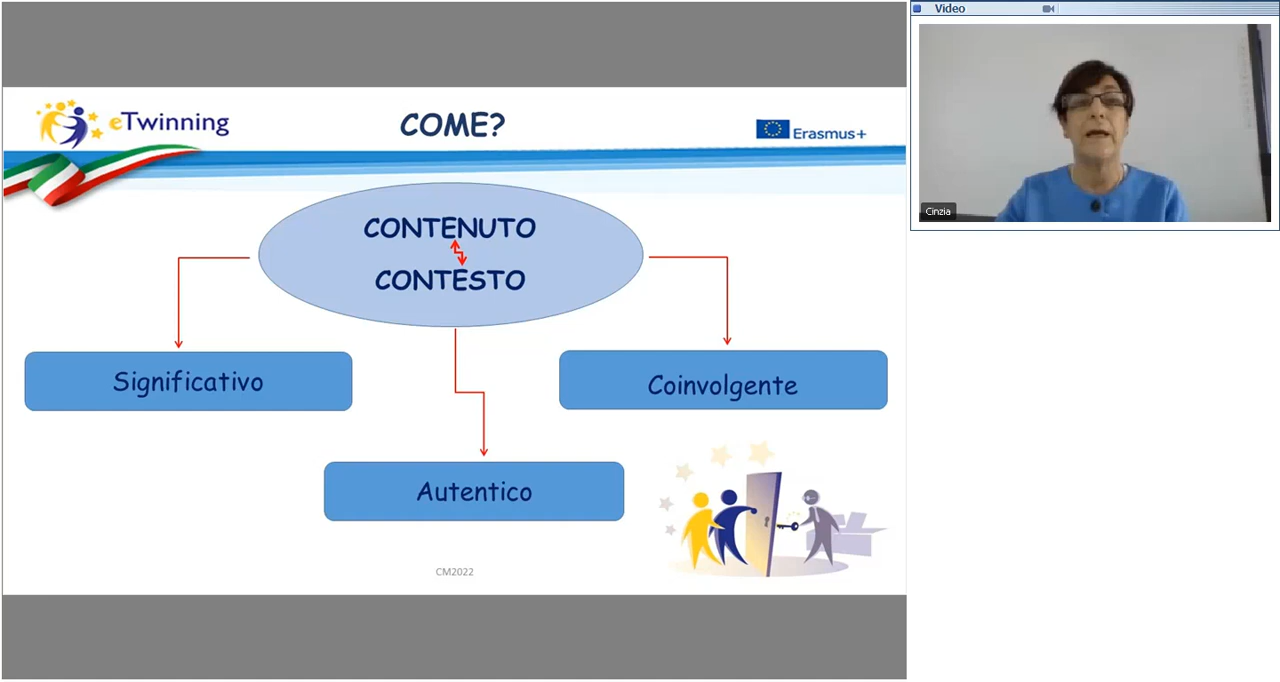 eTwinning
COME?
Erasmus+
CONTENUTO
CONTESTO
Significativo
Coinvolgente
Autentico
CM2022
Video
Cinzia